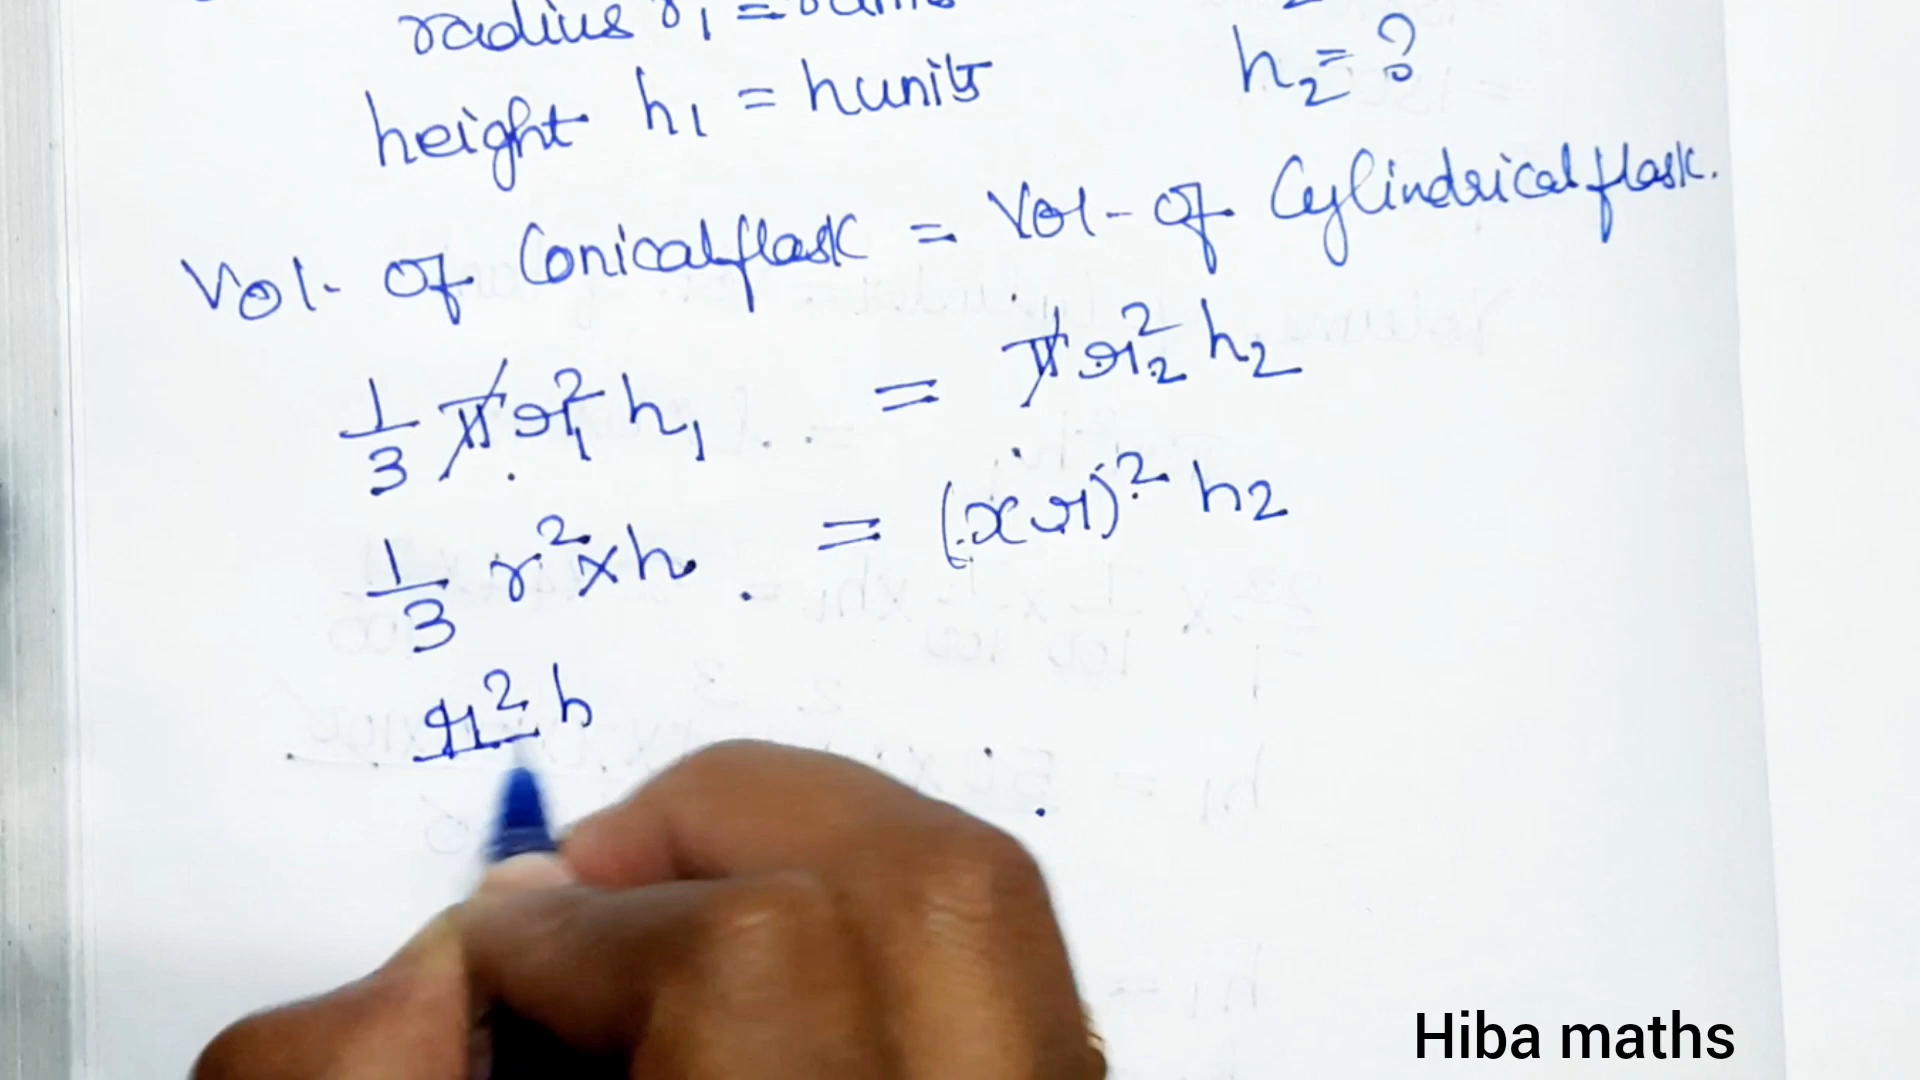 radius r₁ = r units
height h₁ = h units
h₂ = ?
Vol. of Conical flask = Vol. of Cylindrical flask.
1/3 π r₁² h₁ = π r₂² h₂
1/3 r² × h = (x r)² h₂
r² h
Hiba maths